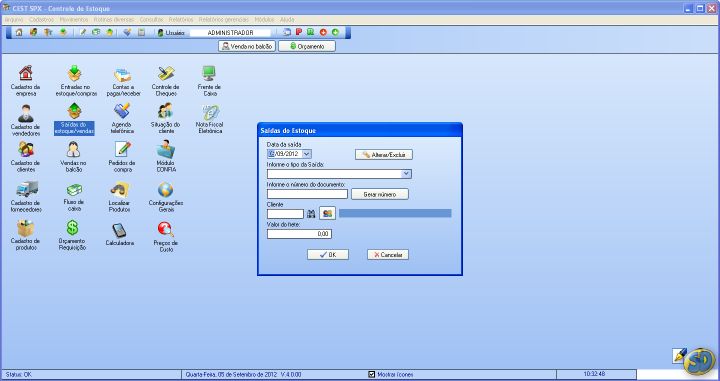 CEST SPX - Controle de Estoque
Arquivo Cadastros Movimentos Rotinas diversas Consultas Relatórios Relatórios gerenciais Módulos Ajuda
Usuário: ADMINISTRADOR
Venda no balcão Orçamento
Cadastro da empresa
Entradas no estoque/compras
Contas a pagar/receber
Controle de Cheques
Frente de Caixa
Cadastro de vendedores
Saídas do estoque/vendas
Agenda telefônica
Situação do cliente
Nota Fiscal Eletrônica
Cadastro de clientes
Vendas no balcão
Pedidos de compra
Módulo CONFIA
Cadastro de fornecedores
Fluxo de caixa
Localizar Produtos
Configurações Gerais
Cadastro de produtos
Orçamento Requisição
Calculadora
Preços de Custo
Saídas do Estoque
Data da saída
/09/2012
Alterar/Excluir
Informe o tipo da Saída:
Informe o número do documento:
Gerar número
Cliente
Valor do frete:
0,00
OK
Cancelar
SD
Status: OK
Quarta-Feira, 05 de Setembro de 2012 V.4.0.00
Mostrar ícones
10:32:48